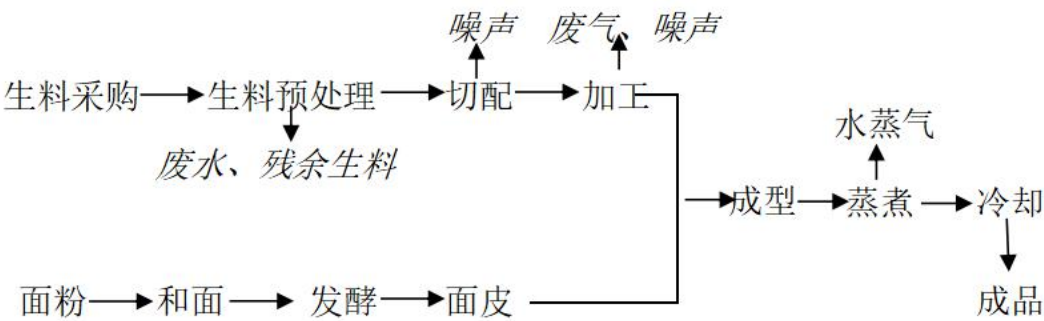 噪声 废气、噪声
生料采购 生料预处理 切配 加工
水蒸气
废水、残余生料
成型 蒸煮 冷却
面粉 和面 发酵 面皮 成品